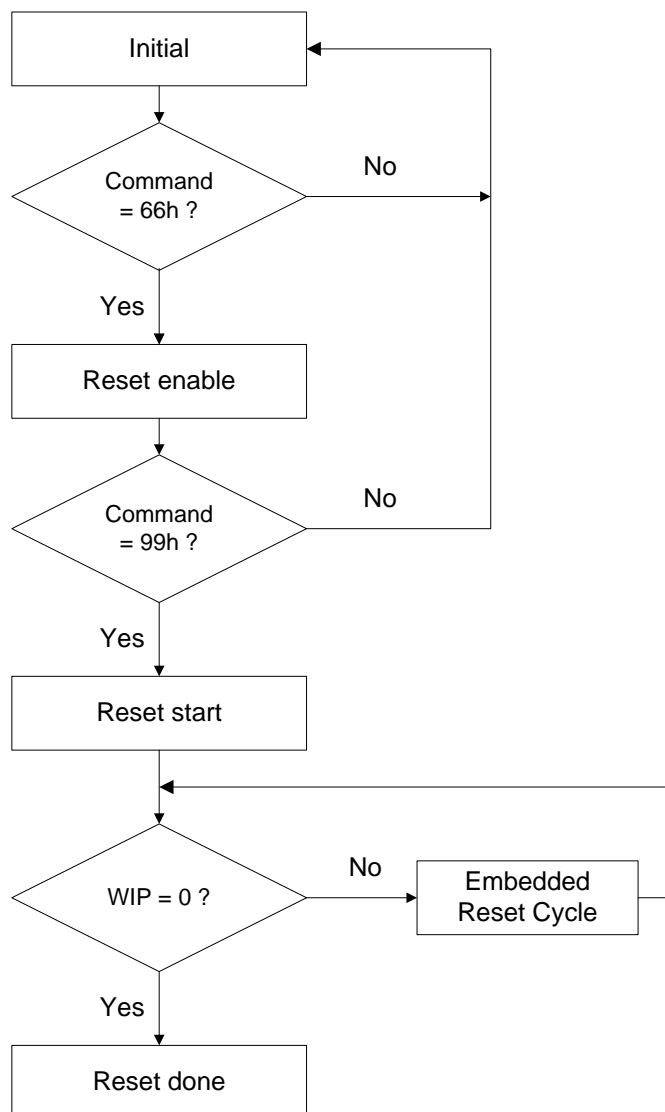 Initial
Command
= 66h ?
No
Yes
Reset enable
Command
= 99h ?
No
Yes
Reset start
WIP = 0 ?
No
Embedded
Reset Cycle
Yes
Reset done